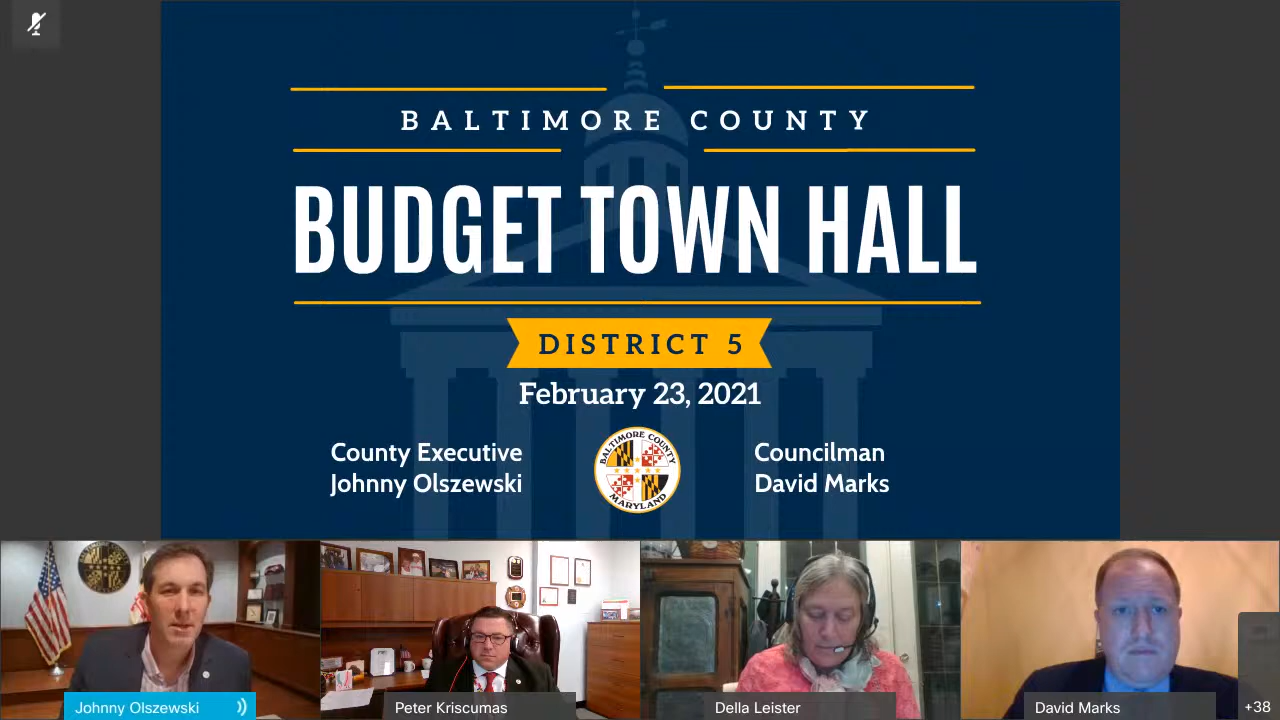 BALTIMORE COUNTY
BUDGET TOWN HALL
DISTRICT 5
February 23, 2021
County Executive
Johnny Olszewski
BALTIMORE COUNTY
MARYLAND
Councilman
David Marks
Johnny Olszewski
Peter Kriscumas
Della Leister
David Marks
+38